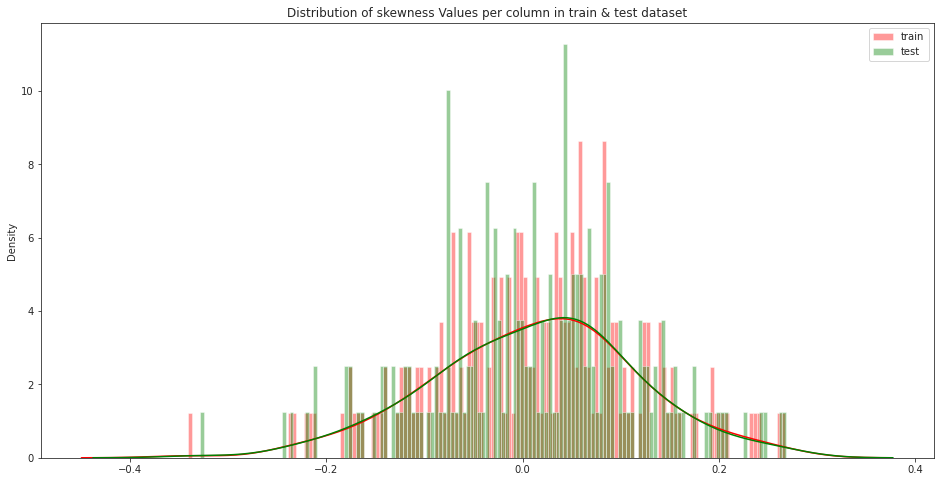 Distribution of skewness Values per column in train & test dataset
train
test
Density
10
8
6
4
2
0
−0.4
−0.2
0.0
0.2
0.4